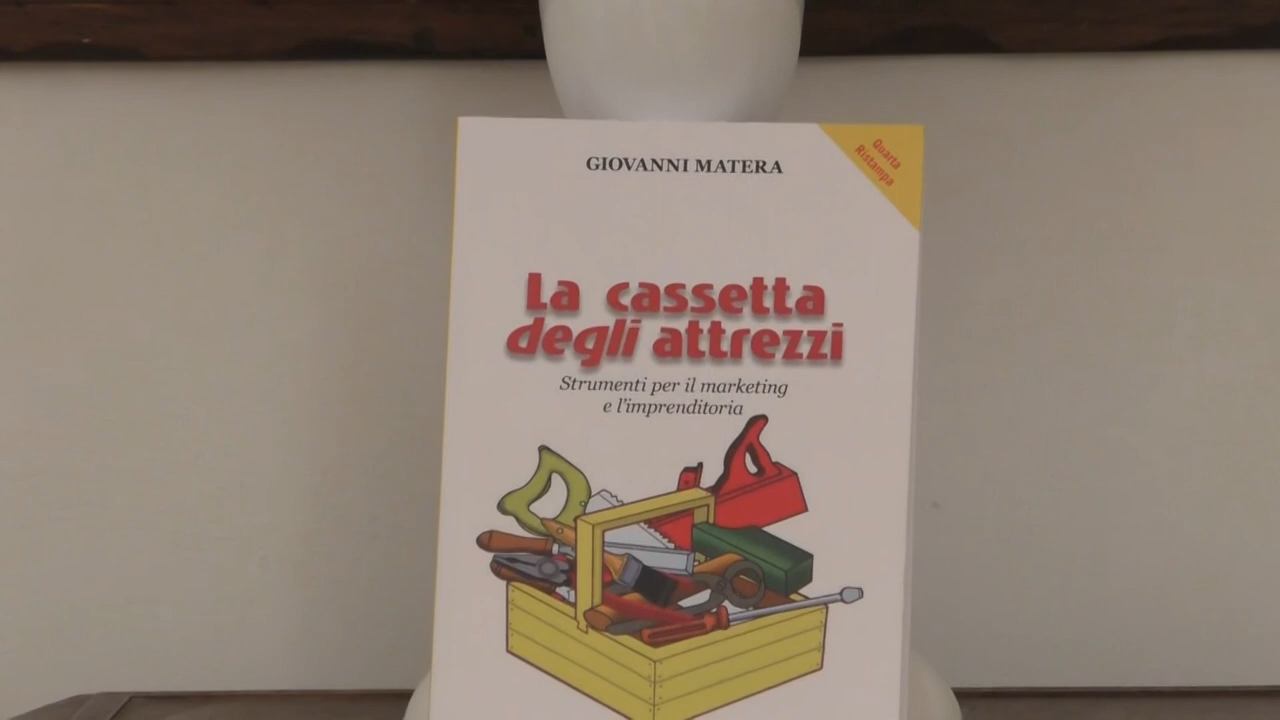 GIOVANNI MATERA
Quarta
Ristampa
La cassetta
degli attrezzi
Strumenti per il marketing
e l'imprenditoria